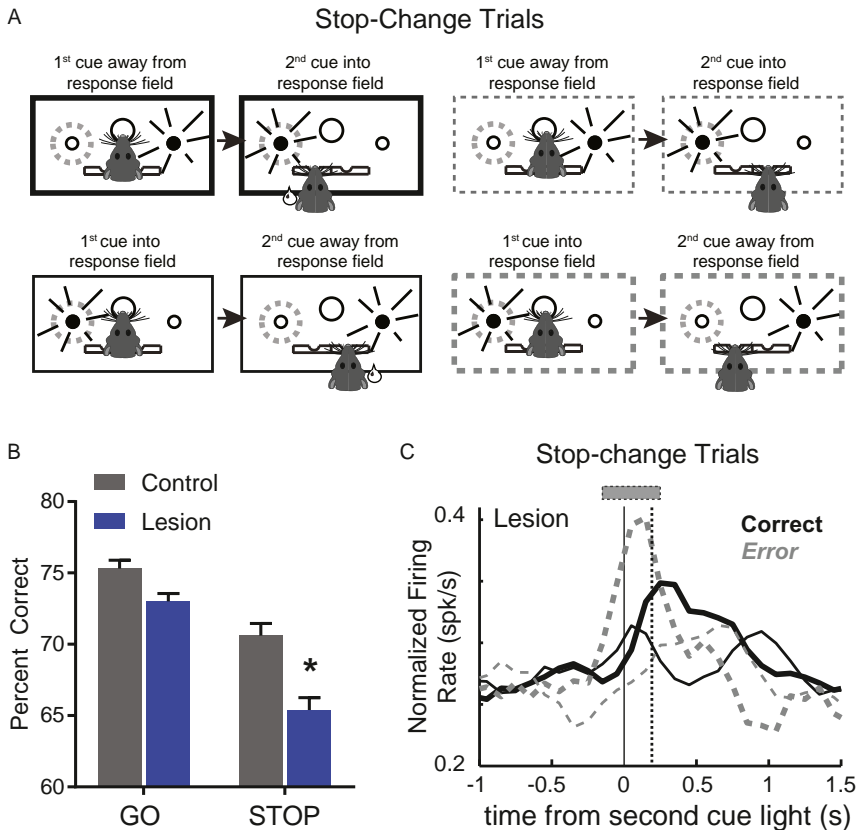 A
Stop-Change Trials
1st cue away from
response field
2nd cue into
response field
1st cue away from
response field
2nd cue into
response field
1st cue into
response field
2nd cue away from
response field
1st cue into
response field
2nd cue away from
response field
B
Control
Lesion
Percent Correct
80
75
70
65
60
*
GO
STOP
C
Stop-change Trials
Lesion
Correct
Error
Normalized Firing
Rate (spk/s)
0.4
0.2
-1
-0.5
0
0.5
1
1.5
time from second cue light (s)